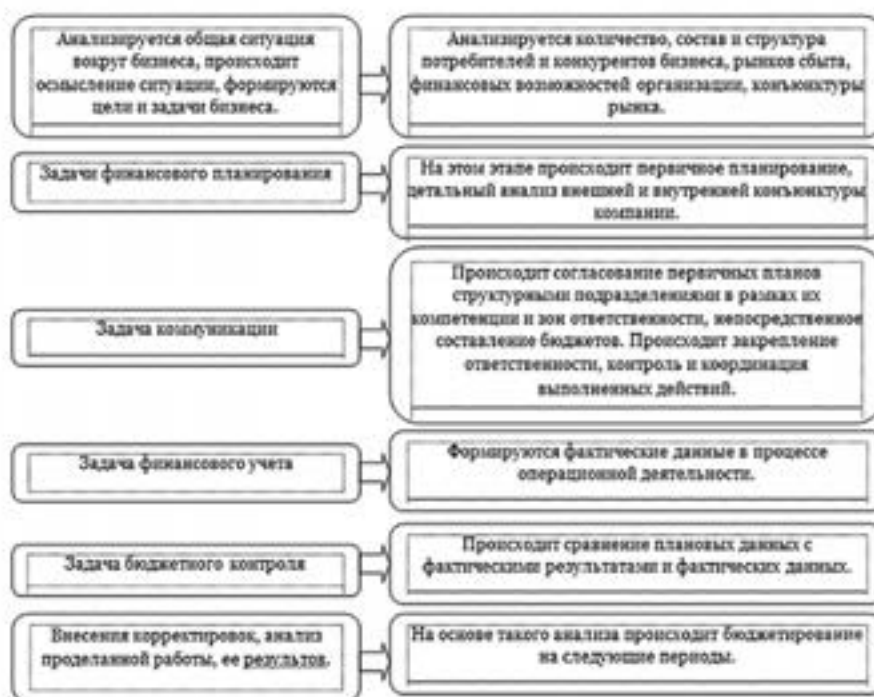 Анализируется общая ситуация
вокруг бизнеса, происходит
осмысление ситуации, формируются
цели и задачи бизнеса.
Анализируется количество, состав и структура
потребителей и конкурентов бизнеса, рынков сбыта,
финансовых возможностей организации, конъюнктуры
рынка.
Задачи финансового планирования
На этом этапе происходит первичное планирование,
детальный анализ внешней и внутренней конъюнктуры
компании.
Задача коммуникации
Происходит согласование первичных планов
структурными подразделениями в рамках их
компетенции и зон ответственности, непосредственное
составление бюджетов. Происходит закрепление
ответственности, контроль и координация
выполненных действий.
Задача финансового учета
Формируются фактические данные в процессе
операционной деятельности.
Задача бюджетного контроля
Происходит сравнение плановых данных с
фактическими результатами и фактических данных.
Внесения корректировок, анализ
проделанной работы, ее результов.
На основе такого анализа происходит бюджетирование
на следующие периоды.